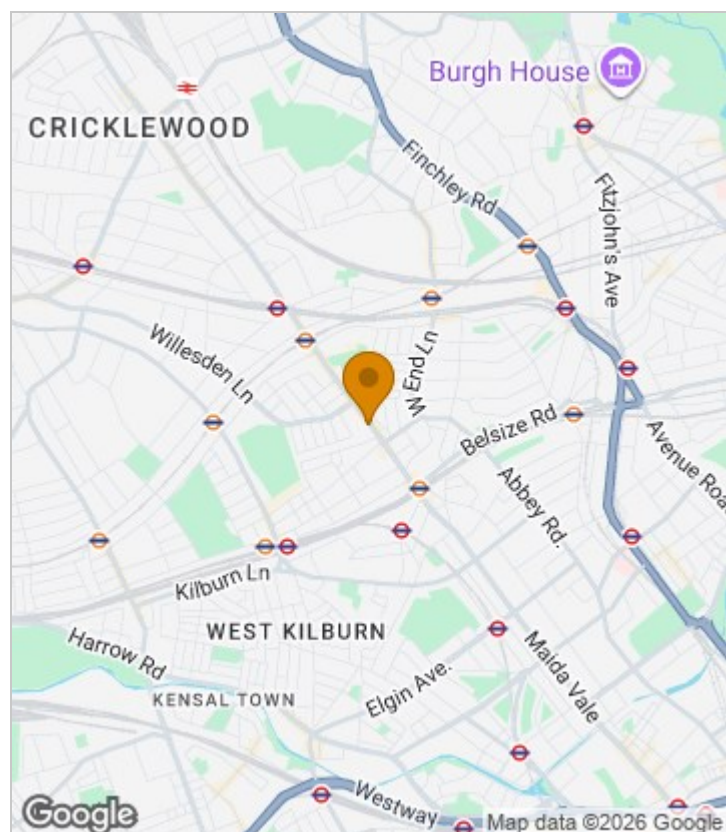 Burgh House
CRICKLEWOOD
Finchley Rd
Fitzjohn's Ave
Willesden Ln
W End Ln
Belsize Rd
Avenue Roa
Abbey Rd.
Kilburn Ln
WEST KILBURN
Harrow Rd
Maida Vale
Elgin Ave.
KENSAL TOWN
Westway
Google
Map data ©2026 Google